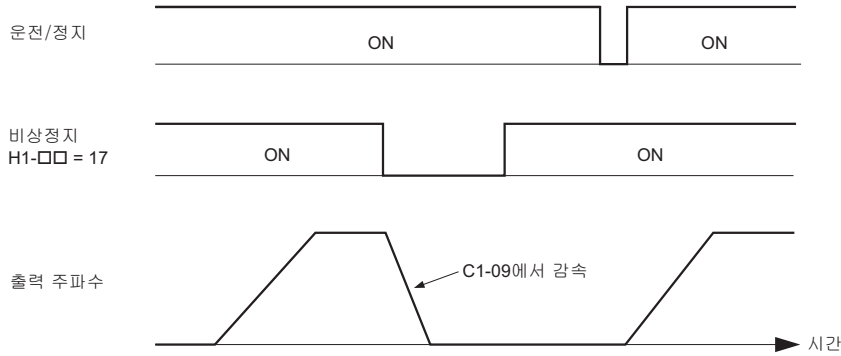 운전/정지
ON
ON
비상정지
H1-□□ = 17
ON
ON
출력 주파수
C1-09에서 감속
시간